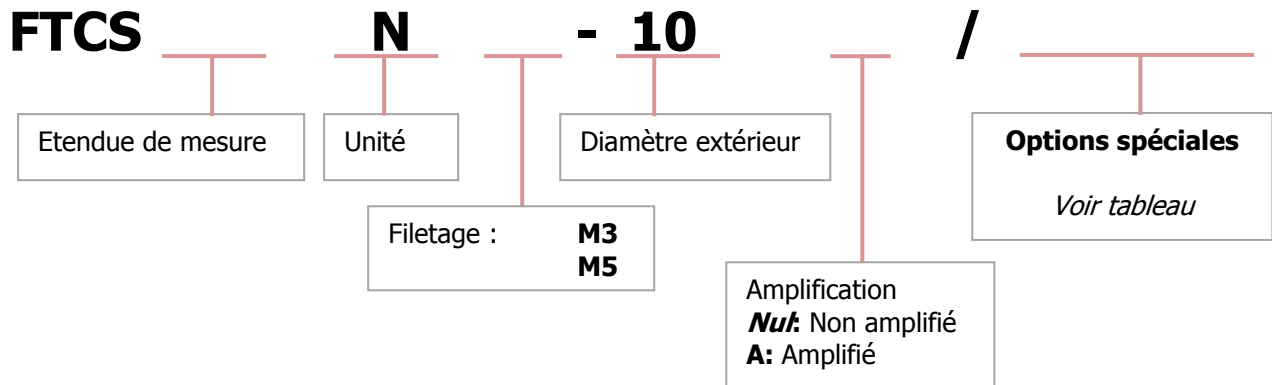 FTCS N - 10 /
Etendue de mesure
Unité
Diamètre extérieur
Options spéciales
Voir tableau
Filetage : M3
M5
Amplification
Nul: Non amplifié
A: Amplifié